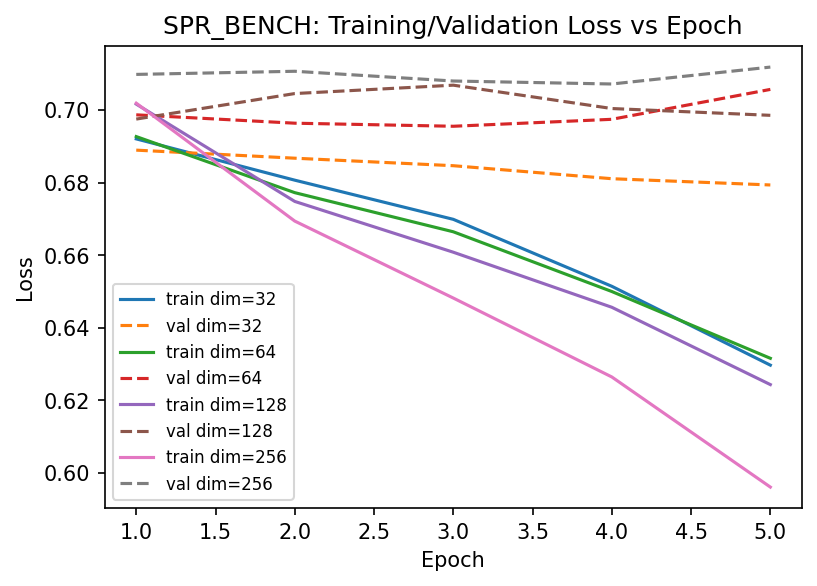 SPR_BENCH: Training/Validation Loss vs Epoch
Loss
0.70
0.68
0.66
0.64
0.62
0.60
train dim=32
val dim=32
train dim=64
val dim=64
train dim=128
val dim=128
train dim=256
val dim=256
1.0 1.5 2.0 2.5 3.0 3.5 4.0 4.5 5.0
Epoch